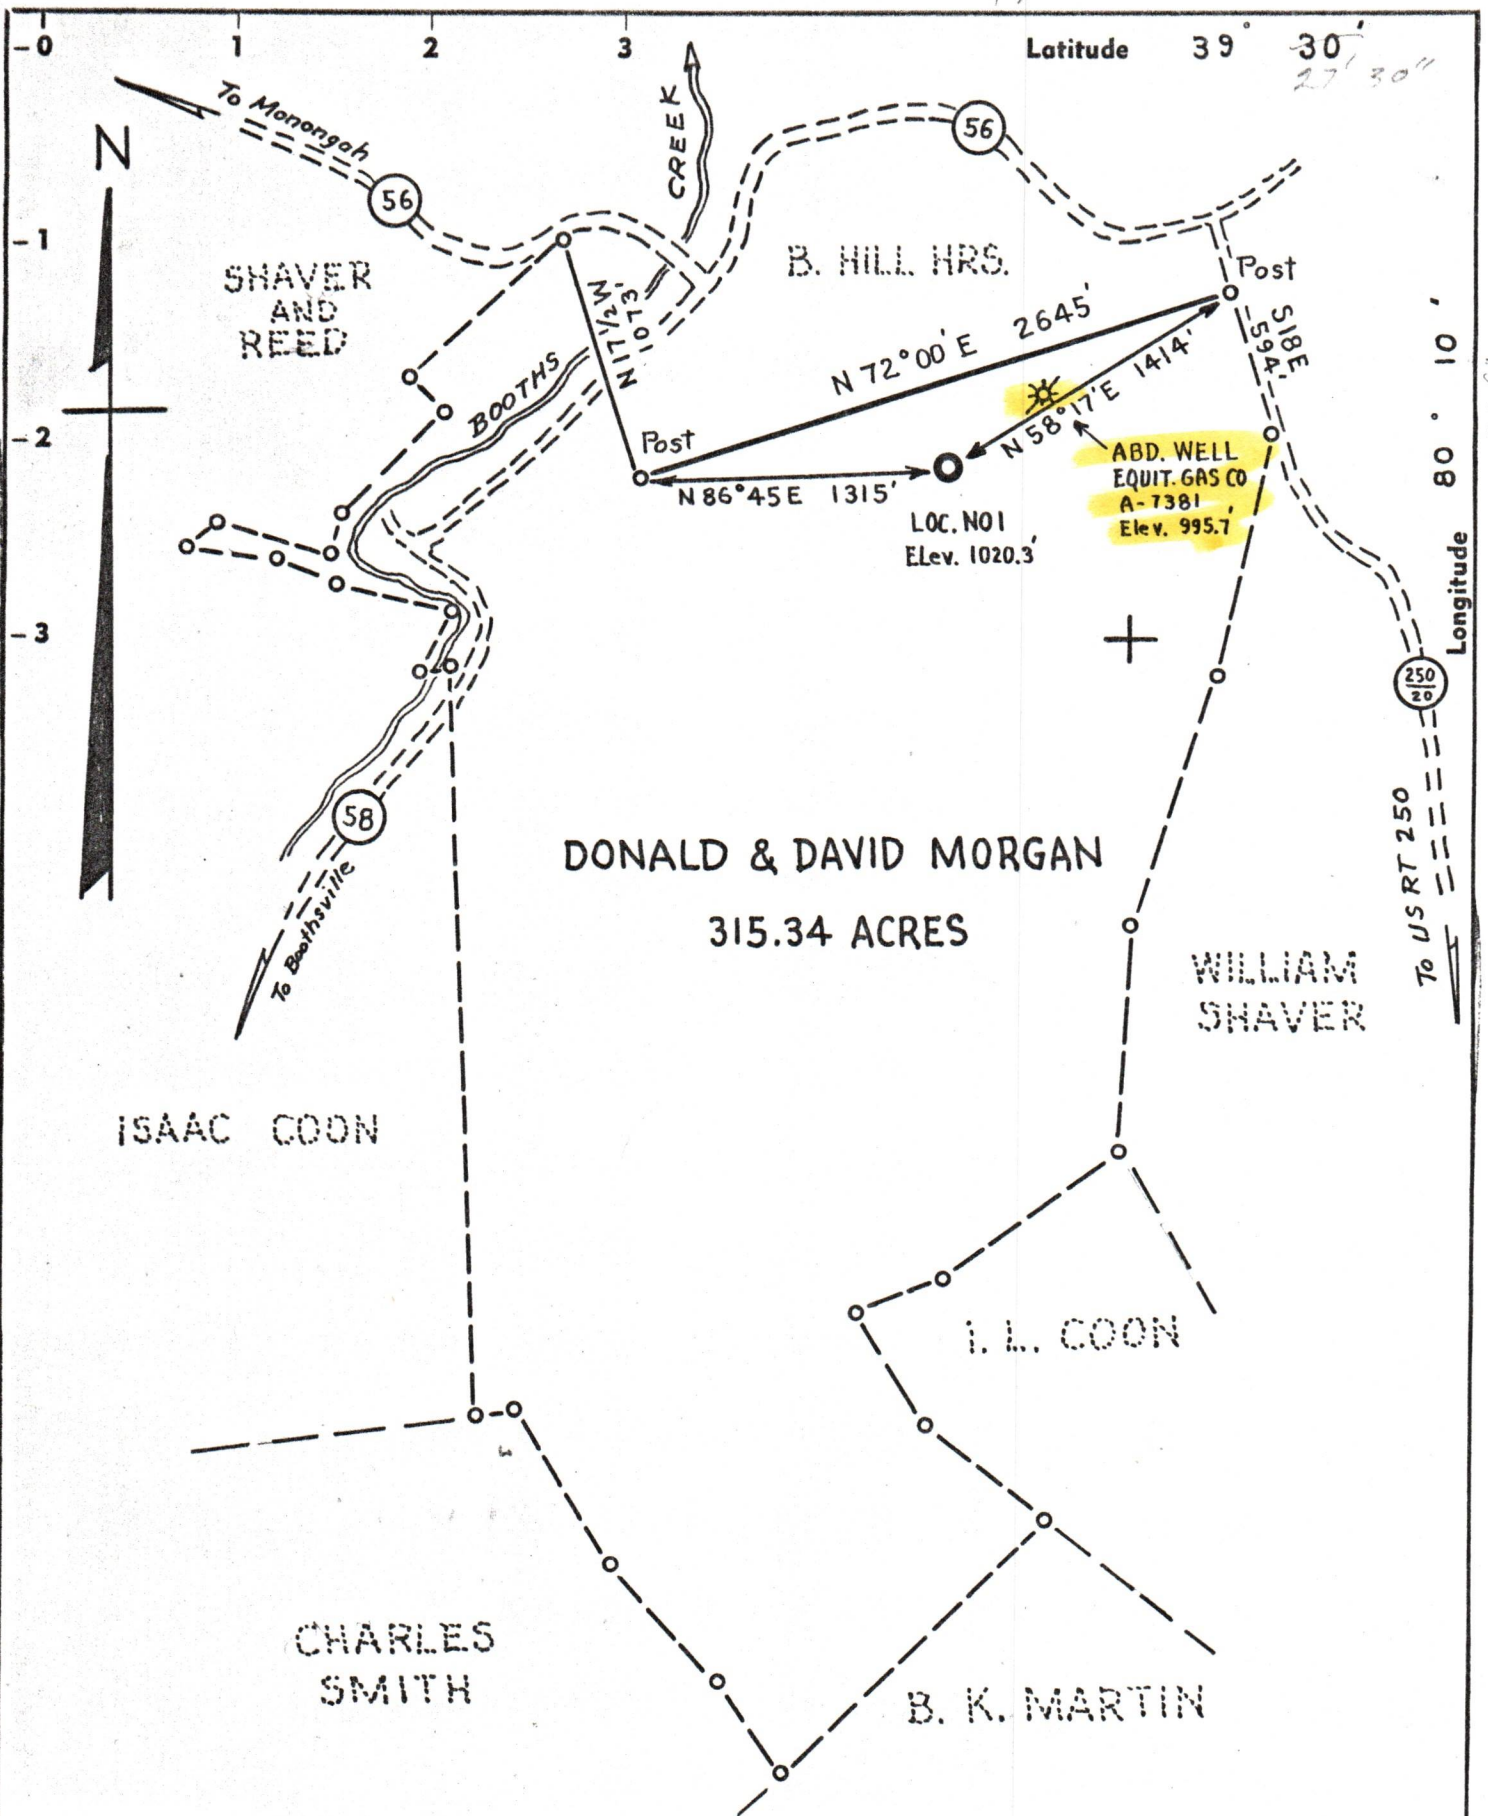 -0
1
2
3
Latitude 39° 30'
27' 30"
To Monongah
N
56
CREEK
56
-1
SHAVER
AND
REED
B. HILL HRS.
Post
N 17 1/2 W
1073'
N 72°00' E 2645'
S18E
594'
10'
BOOTHS
N 58°17'E 1414'
-2
Post
ABD. WELL
EQUIT. GAS CO
A-7381
Elev. 995.7'
80°
N 86°45 E 1315'
LOC. NO 1
ELev. 1020.3'
Longitude
-3
250
20
58
DONALD & DAVID MORGAN
315.34 ACRES
To US RT 250
To Boothsville
WILLIAM
SHAVER
ISAAC COON
I. L. COON
3
CHARLES
SMITH
B. K. MARTIN